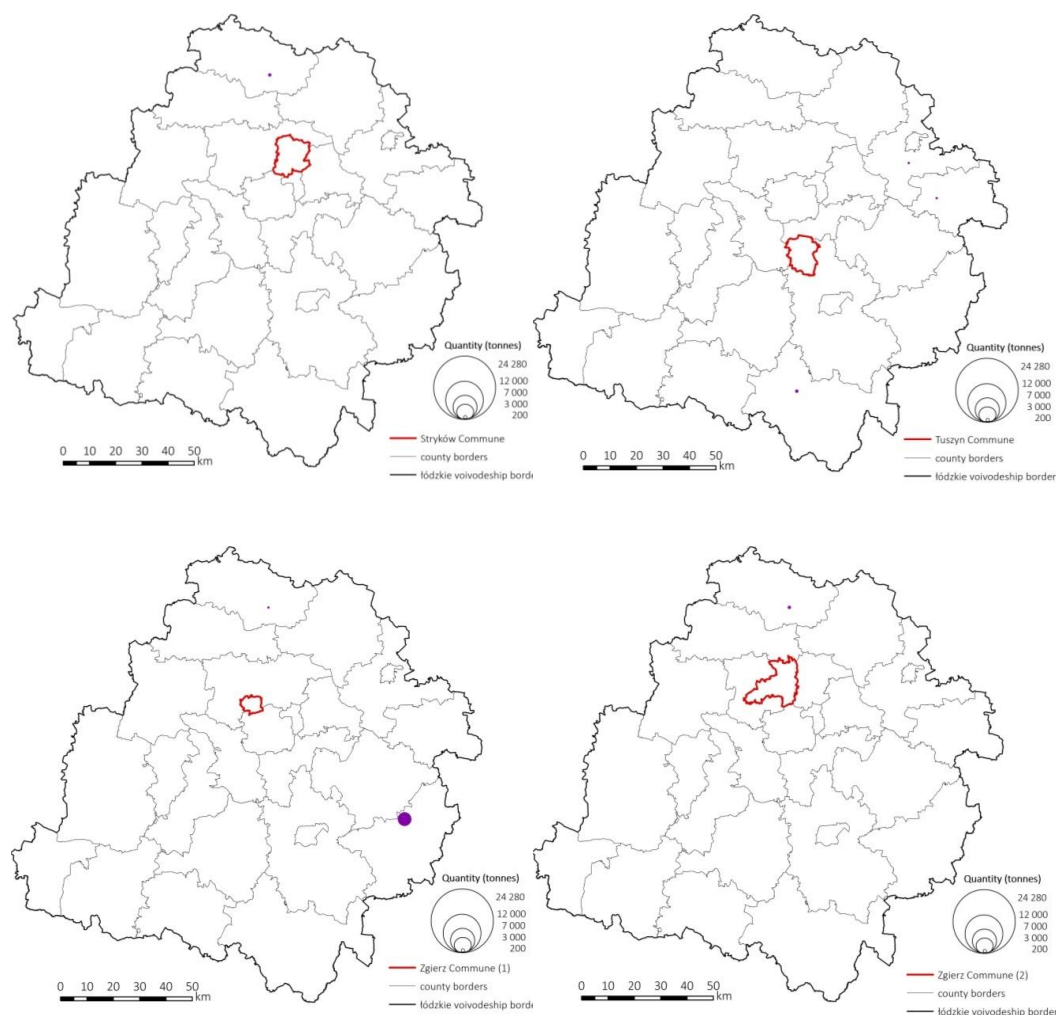 Quantity (tonnes)
24 280
12 000
7 000
3 000
200
Stryków Commune
county borders
łódzkie voivodeship borde
0 10 20 30 40 50
km
Quantity (tonnes)
24 280
12 000
7 000
3 000
200
Tuszyn Commune
county borders
łódzkie voivodeship border
0 10 20 30 40 50
km
Quantity (tonnes)
24 280
12 000
7 000
3 000
200
Zgierz Commune (1)
county borders
łódzkie voivodeship borde
0 10 20 30 40 50
km
Quantity (tonnes)
24 280
12 000
7 000
3 000
200
Zgierz Commune (2)
county borders
łódzkie voivodeship border
0 10 20 30 40 50
km